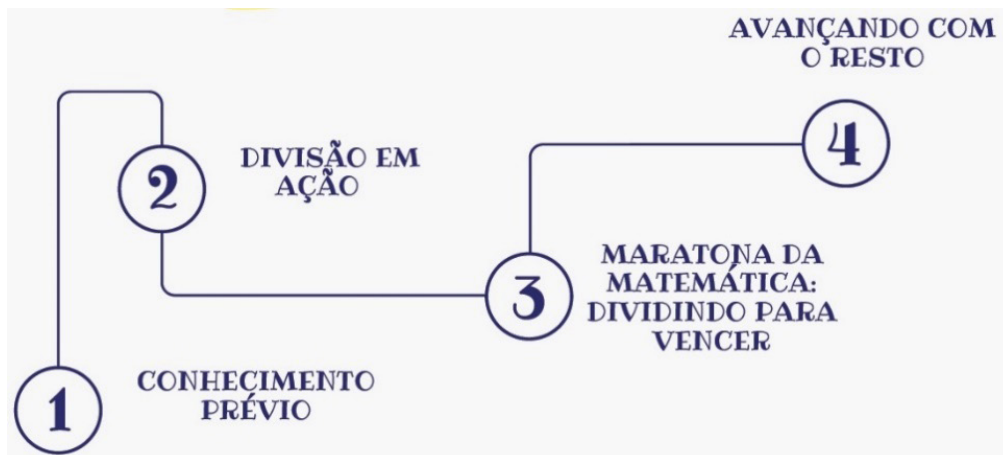 1
CONHECIMENTO
PRÉVIO
2
DIVISÃO EM
AÇÃO
3
MARATONA DA
MATEMÁTICA:
DIVIDINDO PARA
VENCER
4
AVANÇANDO COM
O RESTO